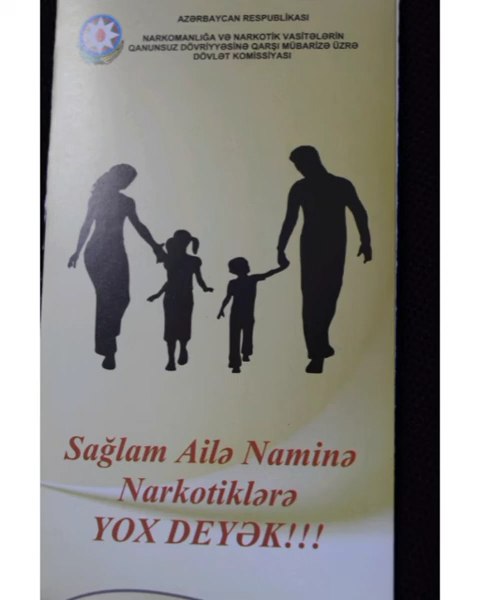 AZƏRBAYCAN RESPUBLİKASI
NARKOMANLIĞA VƏ NARKOTİK VASİTƏLƏRİN
QANUNSUZ DÖVRİYYƏSİNƏ QARŞI MÜBARİZƏ ÜZRƏ
DÖVLƏT KOMİSSİYASI
Sağlam Ailə Naminə
Narkotiklərə
YOX DEYƏK!!!